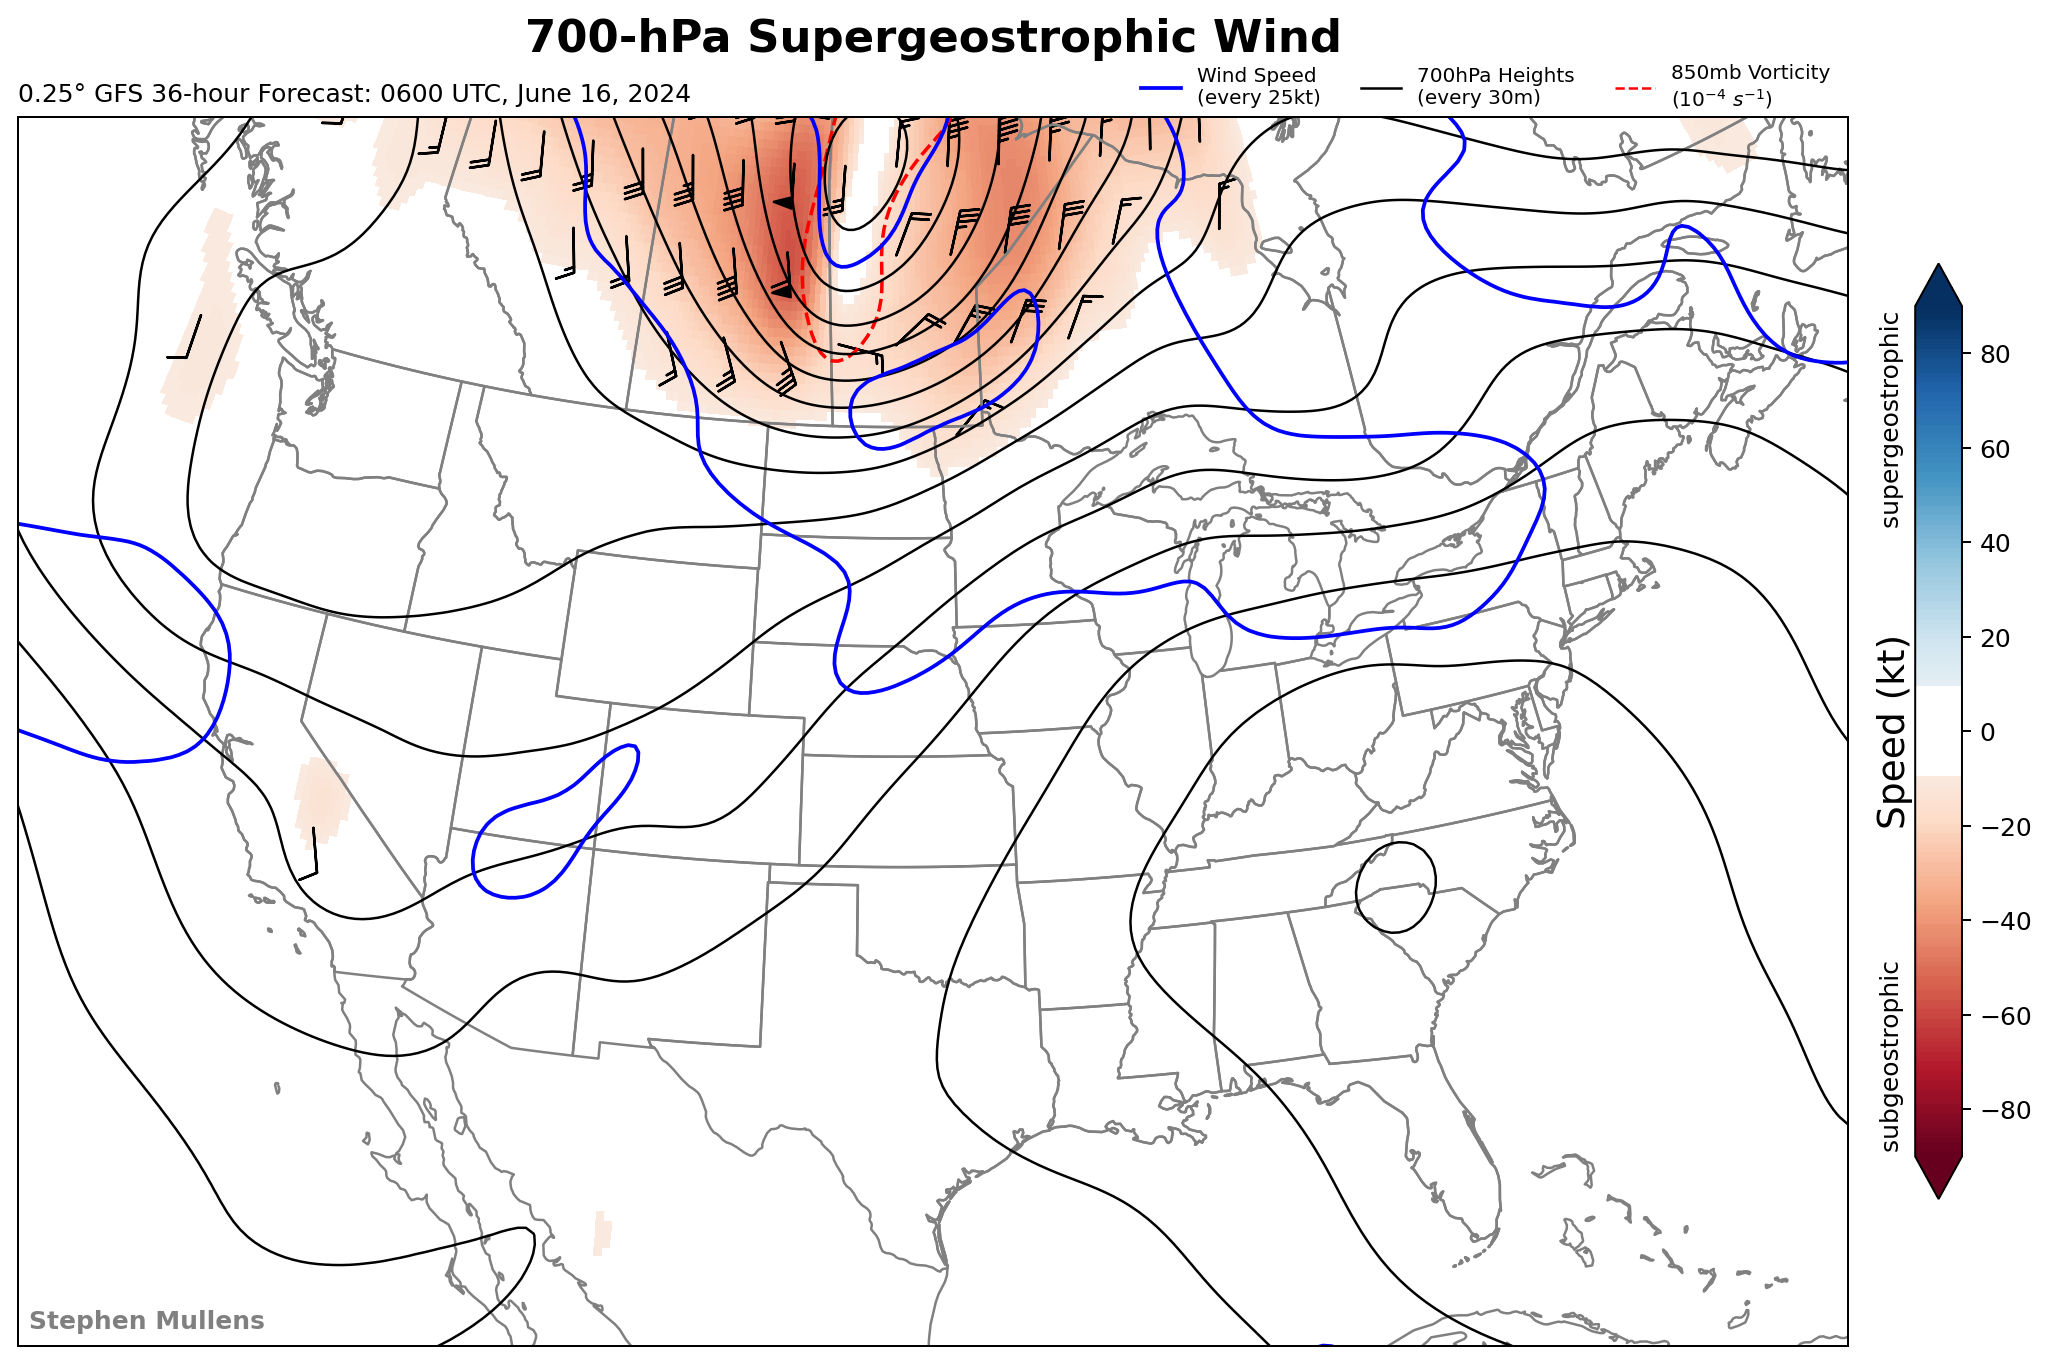 700-hPa Supergeostrophic Wind
0.25° GFS 36-hour Forecast: 0600 UTC, June 16, 2024
Wind Speed
(every 25kt)
700hPa Heights
(every 30m)
850mb Vorticity
(10⁻⁴ s⁻¹)
supergeostrophic
Speed (kt)
subgeostrophic
80
60
40
20
0
−20
−40
−60
−80
Stephen Mullens